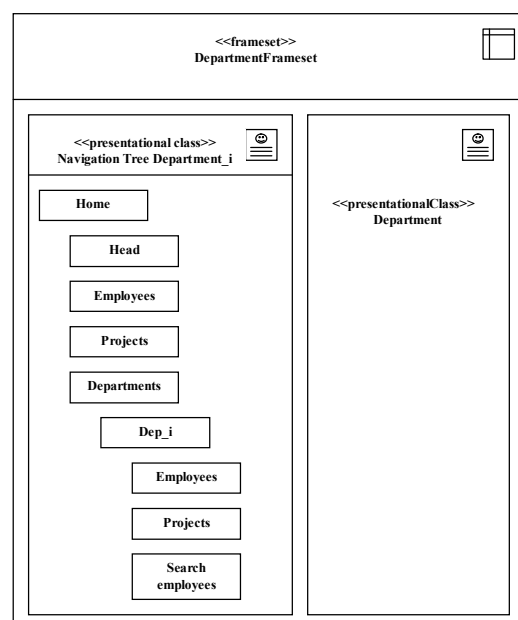 <<frameset>>
DepartmentFrameset
<<presentational class>>
Navigation Tree Department_i
Home
Head
Employees
Projects
Departments
Dep_i
Employees
Projects
Search
employees
<<presentationalClass>>
Department